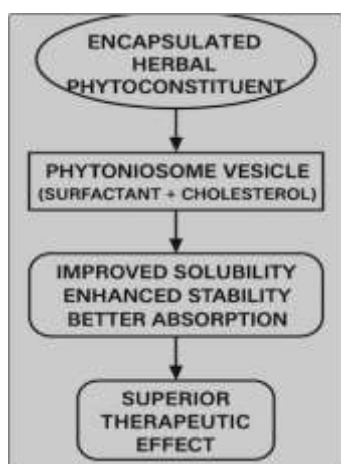 ENCAPSULATED
HERBAL
PHYTOCONSTITUENT
PHYTONIOSOME VESICLE
(SURFACTANT + CHOLESTEROL)
IMPROVED SOLUBILITY
ENHANCED STABILITY
BETTER ABSORPTION
SUPERIOR
THERAPEUTIC
EFFECT